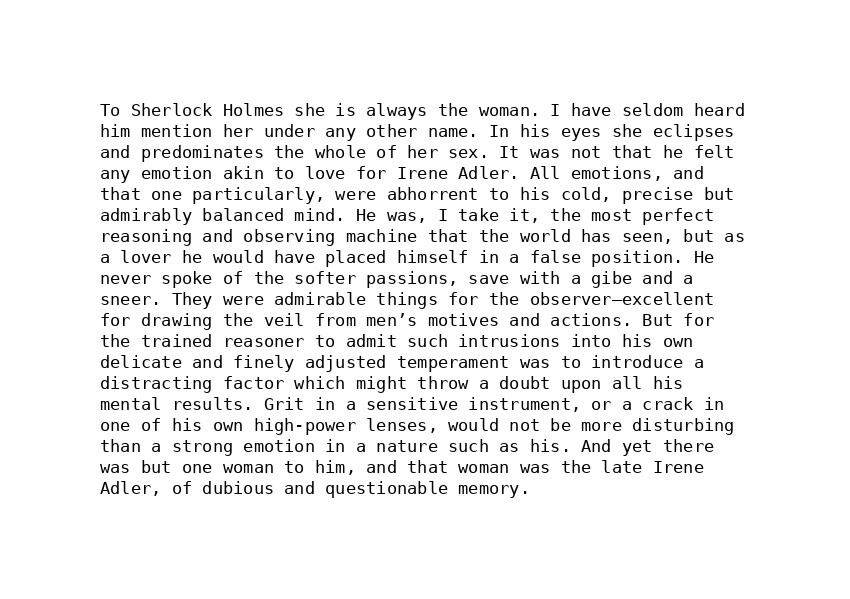 To Sherlock Holmes she is always the woman. I have seldom heard
him mention her under any other name. In his eyes she eclipses
and predominates the whole of her sex. It was not that he felt
any emotion akin to love for Irene Adler. All emotions, and
that one particularly, were abhorrent to his cold, precise but
admirably balanced mind. He was, I take it, the most perfect
reasoning and observing machine that the world has seen, but as
a lover he would have placed himself in a false position. He
never spoke of the softer passions, save with a gibe and a
sneer. They were admirable things for the observer—excellent
for drawing the veil from men’s motives and actions. But for
the trained reasoner to admit such intrusions into his own
delicate and finely adjusted temperament was to introduce a
distracting factor which might throw a doubt upon all his
mental results. Grit in a sensitive instrument, or a crack in
one of his own high-power lenses, would not be more disturbing
than a strong emotion in a nature such as his. And yet there
was but one woman to him, and that woman was the late Irene
Adler, of dubious and questionable memory.